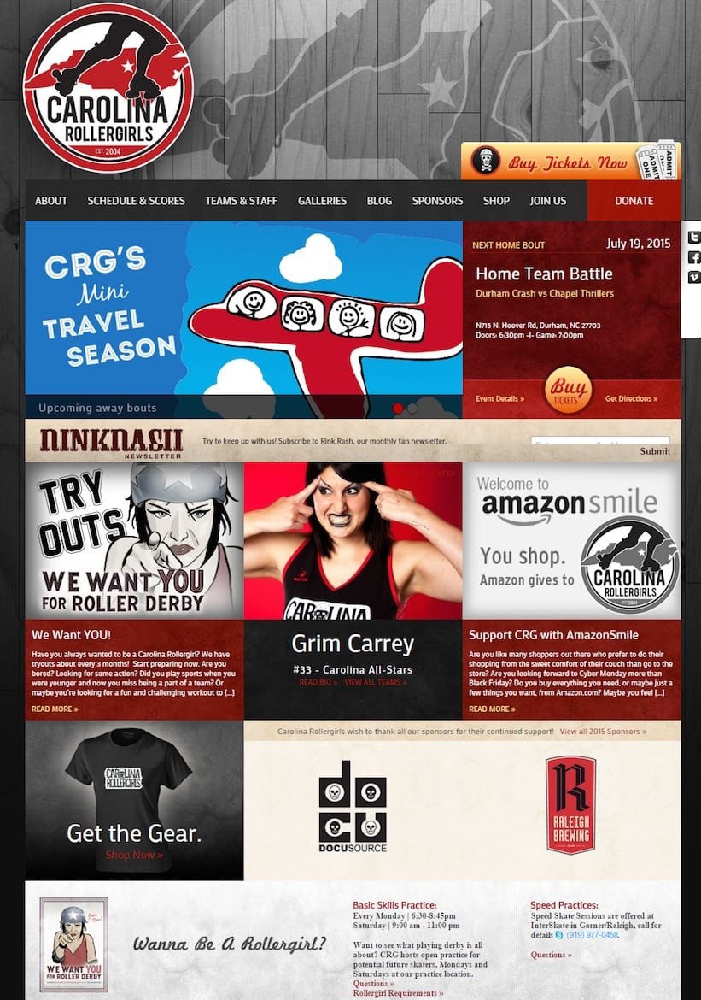 CAROLINA
ROLLERGIRLS
EST. 2004
Buy Tickets Now
ADMIT ONE
ADMIT ONE
ABOUT SCHEDULE & SCORES TEAMS & STAFF GALLERIES BLOG SPONSORS SHOP JOIN US DONATE
CRG'S
Mini
TRAVEL
SEASON
Upcoming away bouts
NEXT HOME BOUT July 19, 2015
Home Team Battle
Durham Crash vs Chapel Thrillers
N715 N. Hoover Rd, Durham, NC 27703
Doors: 6:30pm -|- Game: 7:00pm
Event Details »
Buy
TICKETS
Get Directions »
RINKRASH
NEWSLETTER
Try to keep up with us! Subscribe to Rink Rash, our monthly fan newsletter.
Submit
TRY
OUTS
WE WANT YOU
FOR ROLLER DERBY
We Want YOU!
Have you always wanted to be a Carolina Rollergirl? We have
tryouts about every 3 months! Start preparing now. Are you
bored? Looking for some action? Did you play sports when you
were younger and now you miss being a part of a team? Or
maybe you're looking for a fun and challenging workout to [...]
READ MORE »
CAROLINA
Grim Carrey
#33 - Carolina All-Stars
READ BIO » VIEW ALL TEAMS »
Welcome to
amazonsmile
You shop.
Amazon gives to
CAROLINA
ROLLERGIRLS
EST. 2004
Support CRG with AmazonSmile
Are you like many shoppers out there who prefer to do their
shopping from the sweet comfort of their couch than go to the
store? Are you looking forward to Cyber Monday more than
Black Friday? Do you buy everything you need, or maybe just a
few things you want, from Amazon.com? Maybe you feel [...]
READ MORE »
CAROLINA
ROLLERGIRLS
Get the Gear.
Shop Now »
Carolina Rollergirls wish to thank all our sponsors for their continued support! View all 2015 Sponsors »
docu
DOCUSOURCE
R
RALEIGH
BREWING
Join Now!
WE WANT YOU
FOR ROLLER DERBY
Wanna Be A Rollergirl?
Basic Skills Practice:
Every Monday | 6:30-8:45pm
Saturday | 9:00 am - 11:00 pm
Want to see what playing derby is all
about? CRG hosts open practice for
potential future skaters, Mondays and
Saturdays at our practice location.
Questions »
Rollergirl Requirements »
Speed Practices:
Speed Skate Sessions are offered at
InterSkate in Garner/Raleigh, call for
details (919) 977-0458.
Questions »